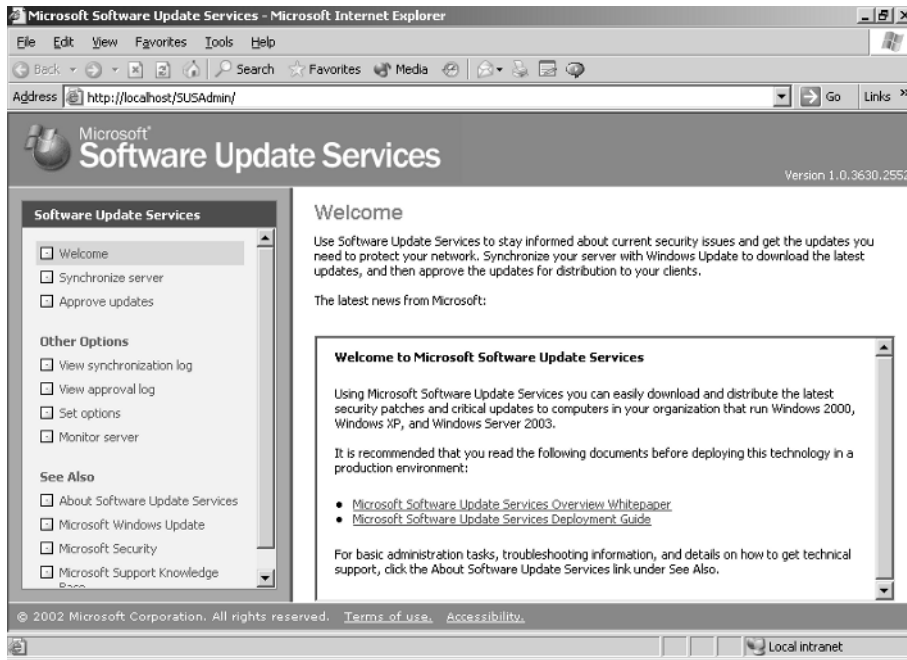 Microsoft Software Update Services - Microsoft Internet Explorer
File Edit View Favorites Tools Help
Back Search Favorites Media
Address http://localhost/SUSAdmin/ Go Links »
Microsoft®
Software Update Services
Version 1.0.3630.2552
Software Update Services
Welcome
Synchronize server
Approve updates
Other Options
View synchronization log
View approval log
Set options
Monitor server
See Also
About Software Update Services
Microsoft Windows Update
Microsoft Security
Microsoft Support Knowledge
Welcome
Use Software Update Services to stay informed about current security issues and get the updates you
need to protect your network. Synchronize your server with Windows Update to download the latest
updates, and then approve the updates for distribution to your clients.
The latest news from Microsoft:
Welcome to Microsoft Software Update Services
Using Microsoft Software Update Services you can easily download and distribute the latest
security patches and critical updates to computers in your organization that run Windows 2000,
Windows XP, and Windows Server 2003.
It is recommended that you read the following documents before deploying this technology in a
production environment:
• Microsoft Software Update Services Overview Whitepaper
• Microsoft Software Update Services Deployment Guide
For basic administration tasks, troubleshooting information, and details on how to get technical
support, click the About Software Update Services link under See Also.
© 2002 Microsoft Corporation. All rights reserved. Terms of use. Accessibility.
Local intranet